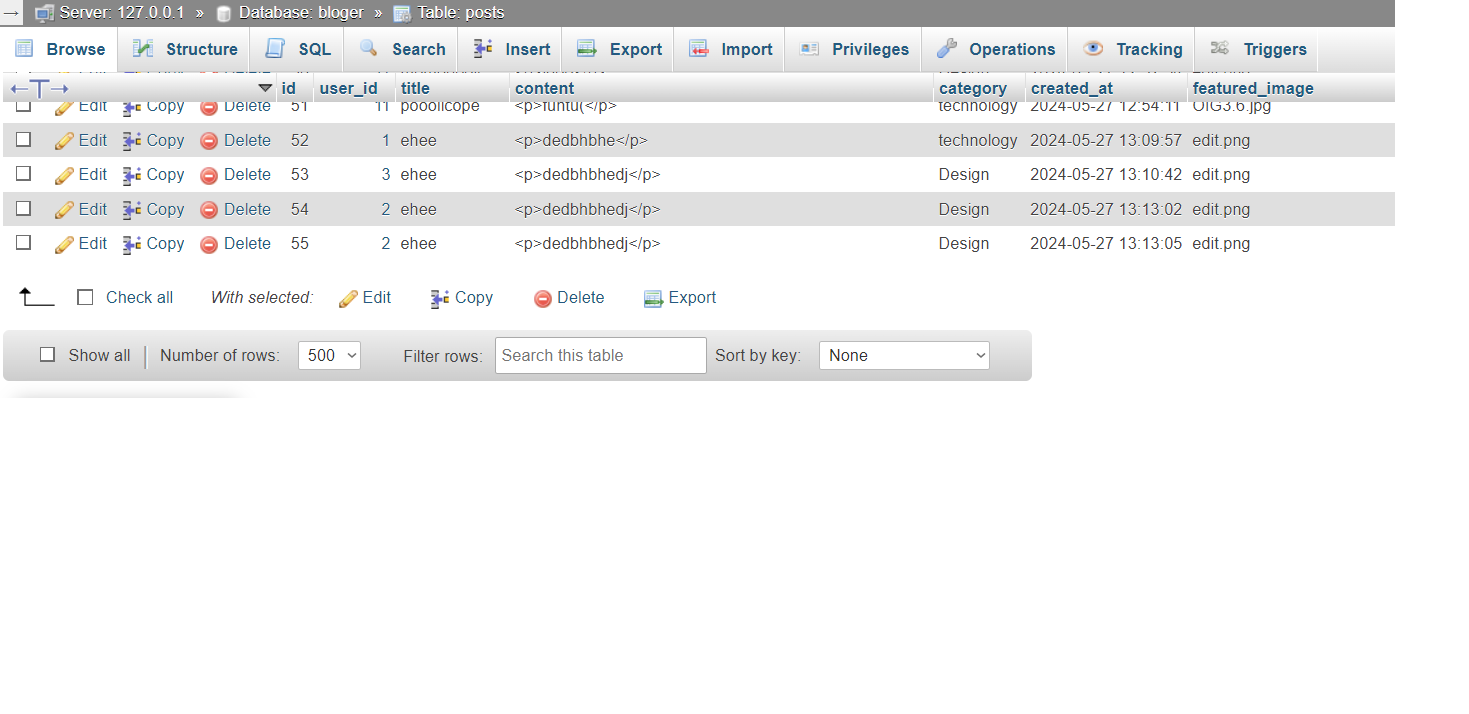 Server: 127.0.0.1 » Database: bloger » Table: posts
Browse Structure SQL Search Insert Export Import Privileges Operations Tracking Triggers
id user_id title content category created_at featured_image
Edit Copy Delete 51 11 pooolicope <p>funtu(</p> technology 2024-05-27 12:54:11 OIG3.6.jpg
Edit Copy Delete 52 1 ehee <p>dedbhbhe</p> technology 2024-05-27 13:09:57 edit.png
Edit Copy Delete 53 3 ehee <p>dedbhbhedj</p> Design 2024-05-27 13:10:42 edit.png
Edit Copy Delete 54 2 ehee <p>dedbhbhedj</p> Design 2024-05-27 13:13:02 edit.png
Edit Copy Delete 55 2 ehee <p>dedbhbhedj</p> Design 2024-05-27 13:13:05 edit.png
Check all With selected: Edit Copy Delete Export
Show all Number of rows: 500 Filter rows: Search this table Sort by key: None